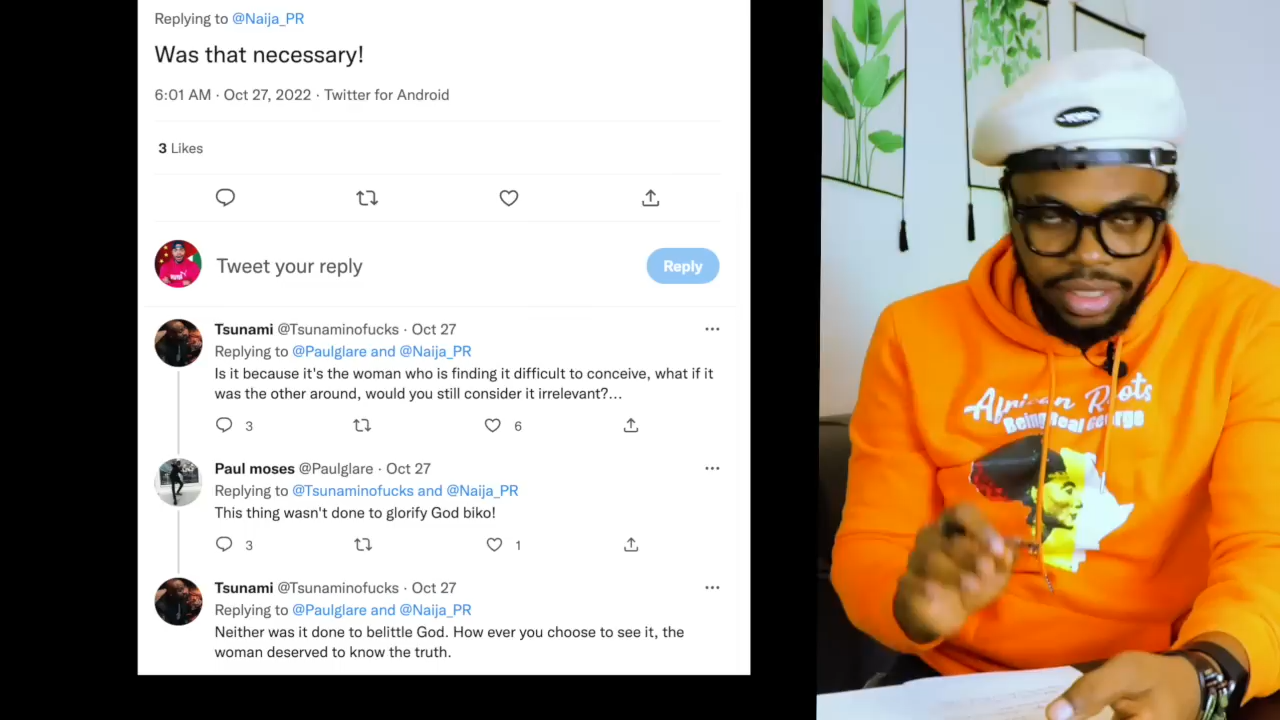 Replying to @Naija_PR
Was that necessary!
6:01 AM · Oct 27, 2022 · Twitter for Android
3 Likes
Tweet your reply
Reply
Tsunami @Tsunaminofucks · Oct 27
Replying to @Paulglare and @Naija_PR
Is it because it's the woman who is finding it difficult to conceive, what if it
was the other around, would you still consider it irrelevant?...
3
6
Paul moses @Paulglare · Oct 27
Replying to @Tsunaminofucks and @Naija_PR
This thing wasn't done to glorify God biko!
3
1
Tsunami @Tsunaminofucks · Oct 27
Replying to @Paulglare and @Naija_PR
Neither was it done to belittle God. How ever you choose to see it, the
woman deserved to know the truth.
African Roots
Being Real George